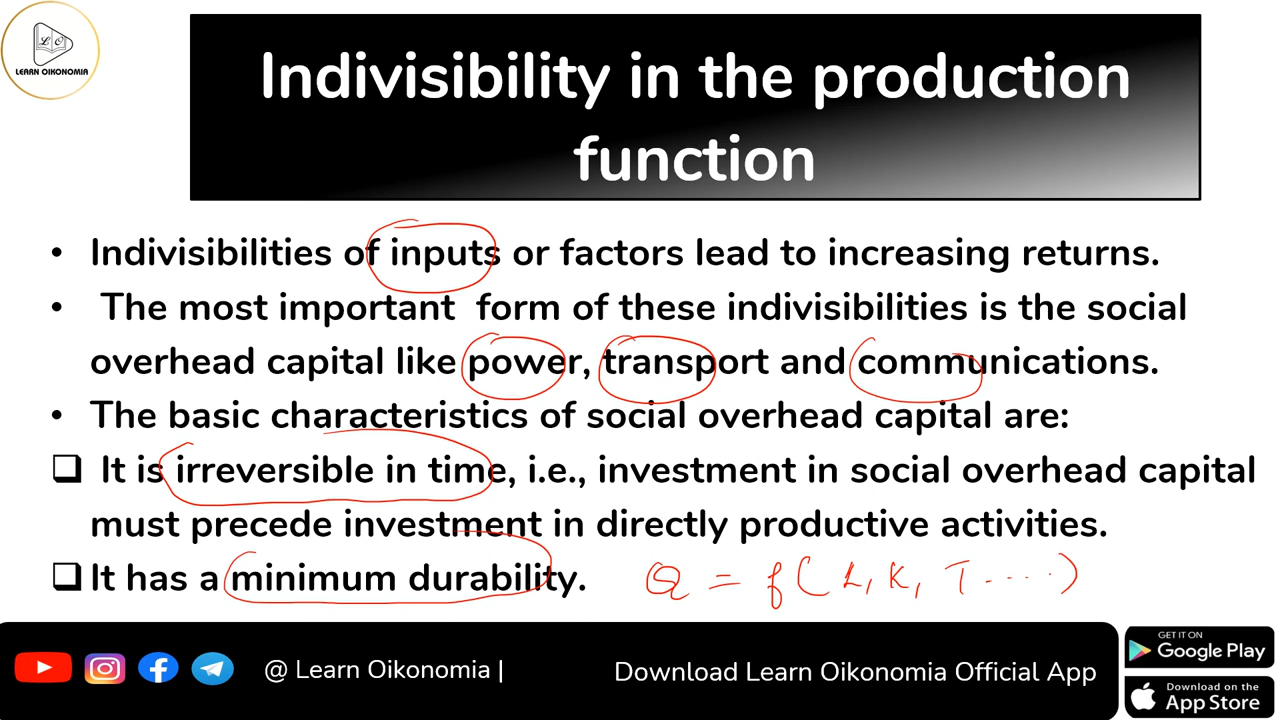 L O
LEARN OIKONOMIA
Indivisibility in the production
function
• Indivisibilities of inputs or factors lead to increasing returns.
• The most important form of these indivisibilities is the social
overhead capital like power, transport and communications.
• The basic characteristics of social overhead capital are:
❑ It is irreversible in time, i.e., investment in social overhead capital
must precede investment in directly productive activities.
❑ It has a minimum durability.
Q = f(L, K, T.....)
@ Learn Oikonomia |
Download Learn Oikonomia Official App
GET IT ON
Google Play
Download on the
App Store